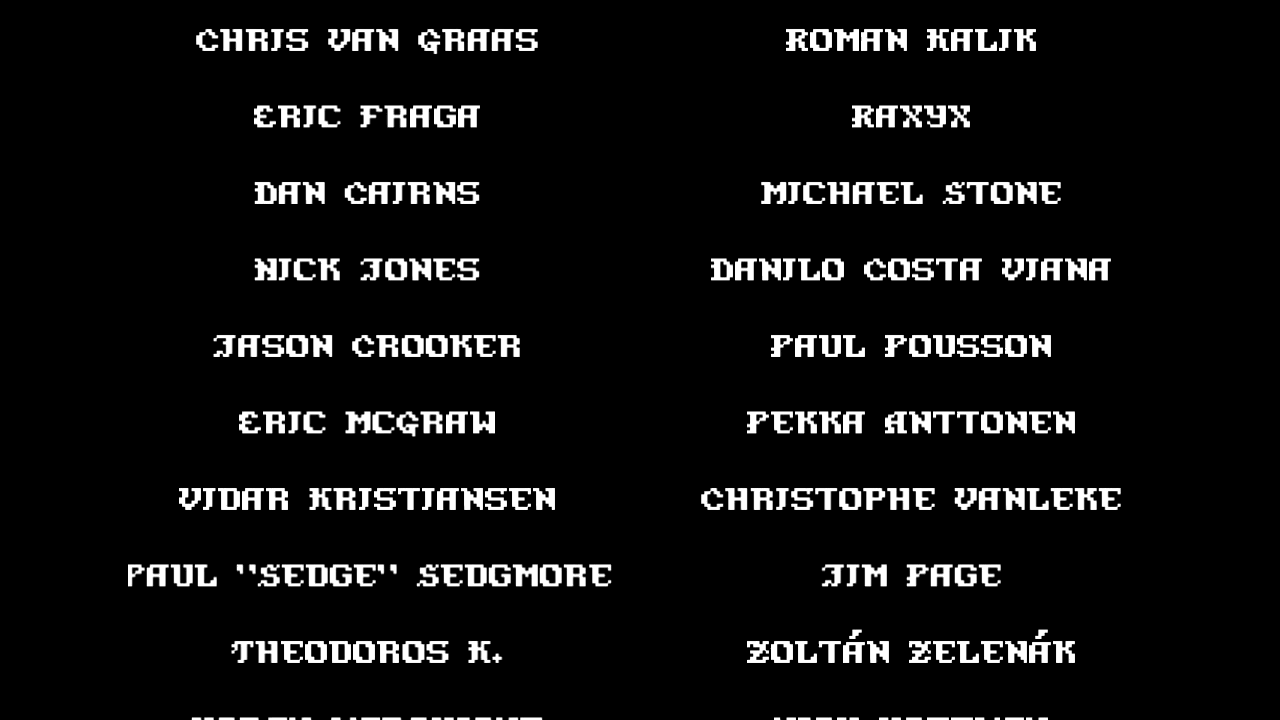 CHRIS VAN GRAAS ROMAN KALIK
ERIC FRAGA RAXYX
DAN CAIRNS MICHAEL STONE
NICK JONES DANILO COSTA VIANA
JASON CROOKER PAUL POUSSON
ERIC MCGRAW PEKKA ANTTONEN
VIDAR KRISTIANSEN CHRISTOPHE VANLEKE
PAUL "SEDGE" SEDGMORE JIM PAGE
THEODOROS K. ZOLTÁN ZELENÁK